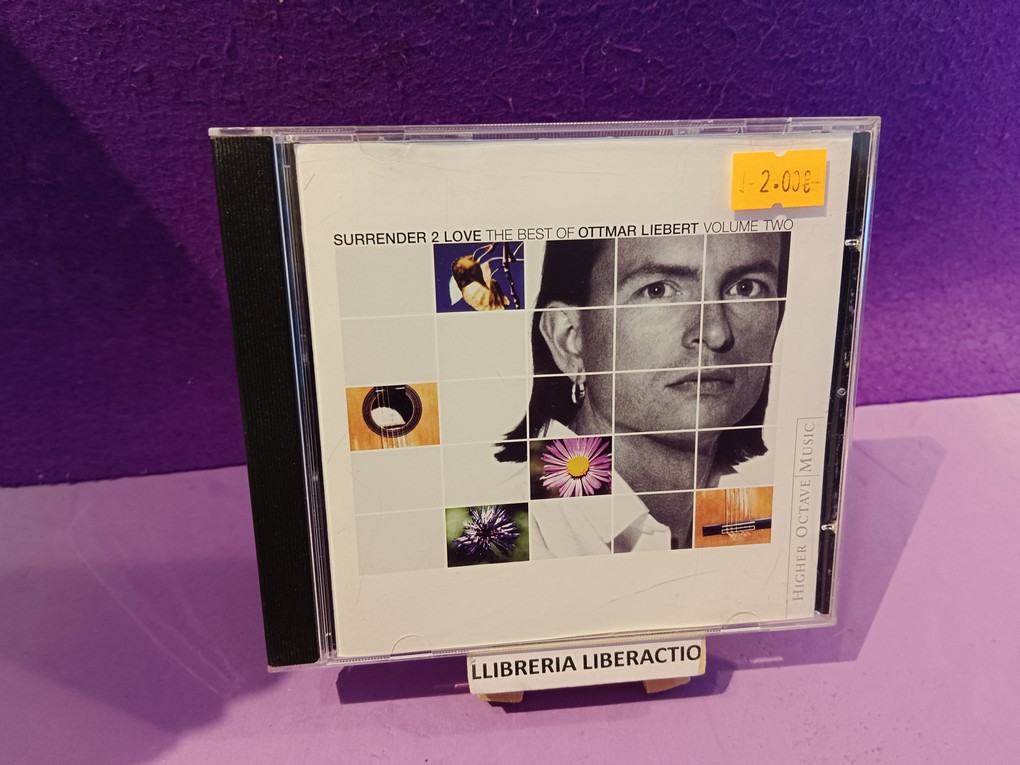 2.00€
SURRENDER 2 LOVE THE BEST OF OTTMAR LIEBERT VOLUME TWO
HIGHER OCTAVE MUSIC
LLIBRERIA LIBERACTIO